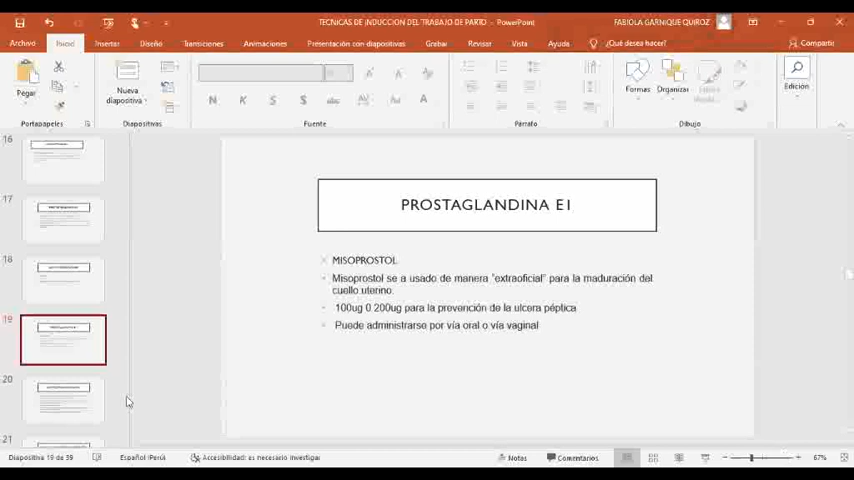 TECNICAS DE INDUCCION DEL TRABAJO DE PARTO - PowerPoint
FABIOLA GARNIQUE QUIROZ
Archivo Inicio Insertar Diseño Transiciones Animaciones Presentación con diapositivas Grabar Revisar Vista Ayuda ¿Qué desea hacer? Compartir
Pegar
Nueva
diapositiva
Formas Organizar
Edición
N K S S abc AV Aa A
Portapapeles Diapositivas Fuente Párrafo Dibujo
16
17
18
19
20
21
PROSTAGLANDINA E1
MISOPROSTOL
Misoprostol se a usado de manera "extraoficial" para la maduración del
cuello uterino.
100ug 0 200ug para la prevención de la ulcera péptica
Puede administrarse por vía oral o vía vaginal
Diapositiva 19 de 39 Español (Perú) Accesibilidad: es necesario investigar Notas Comentarios 67%